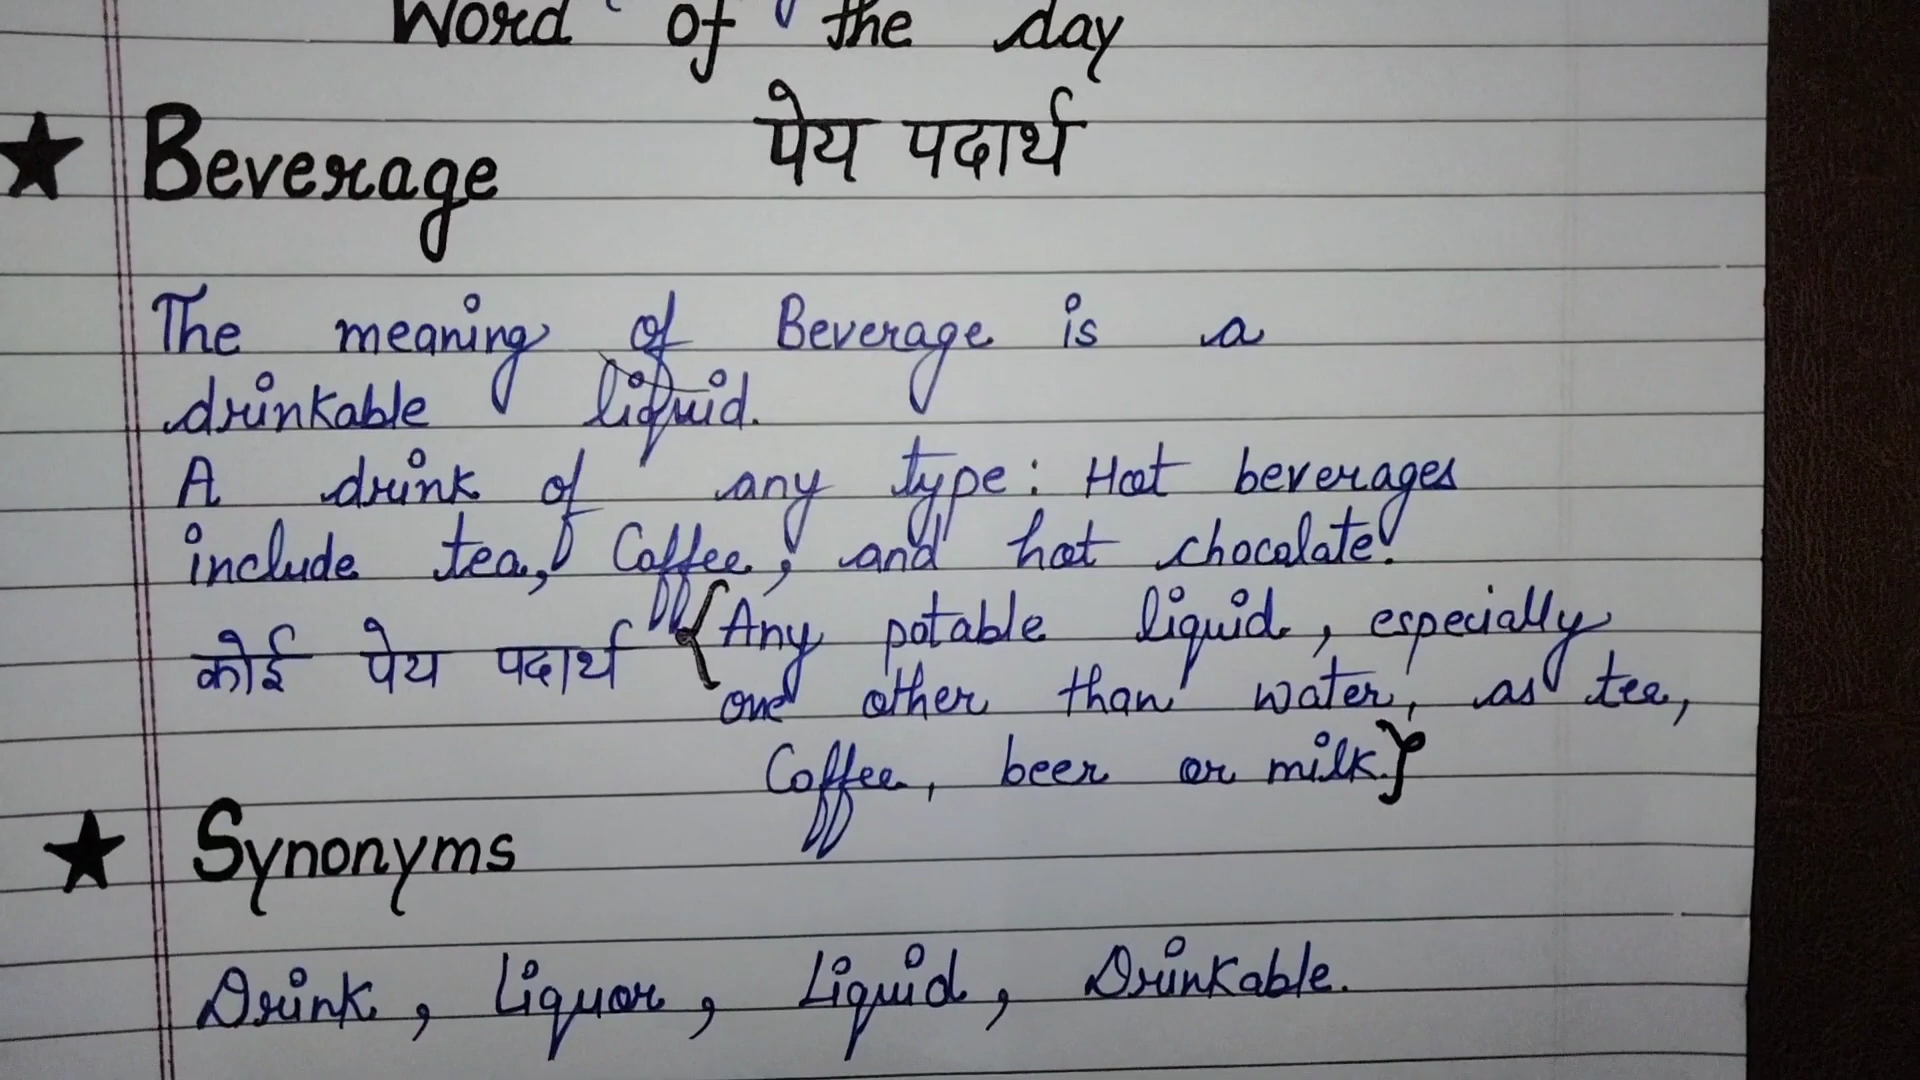 Word of the day
★ Beverage पेय पदार्थ
The meaning of Beverage is a
drinkable liquid.
A drink of any type: Hot beverages
include tea, Coffee, and hot chocolate.
कोई पेय पदार्थ {Any potable liquid, especially
one other than water, as tea,
Coffee, beer or milk.}
★ Synonyms
Drink, Liquor, Liquid, Drinkable.